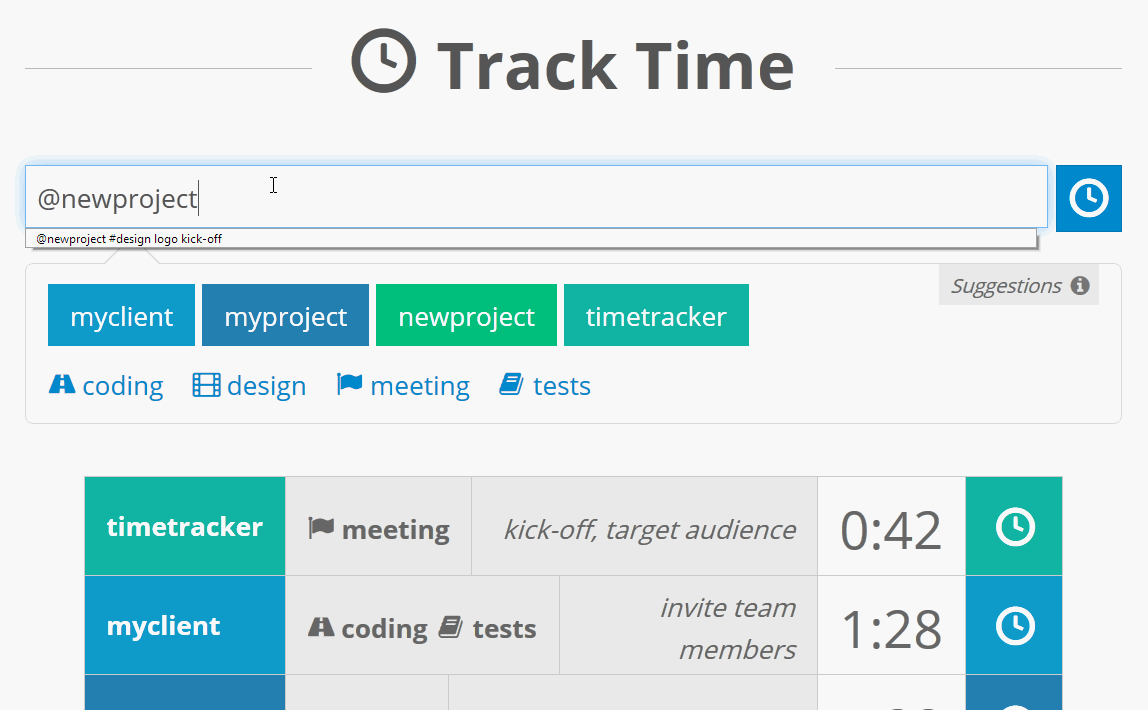 Track Time
@newproject
@newproject #design logo kick-off
Suggestions
myclient myproject newproject timetracker
coding design meeting tests
timetracker meeting kick-off, target audience 0:42
myclient coding tests invite team members 1:28